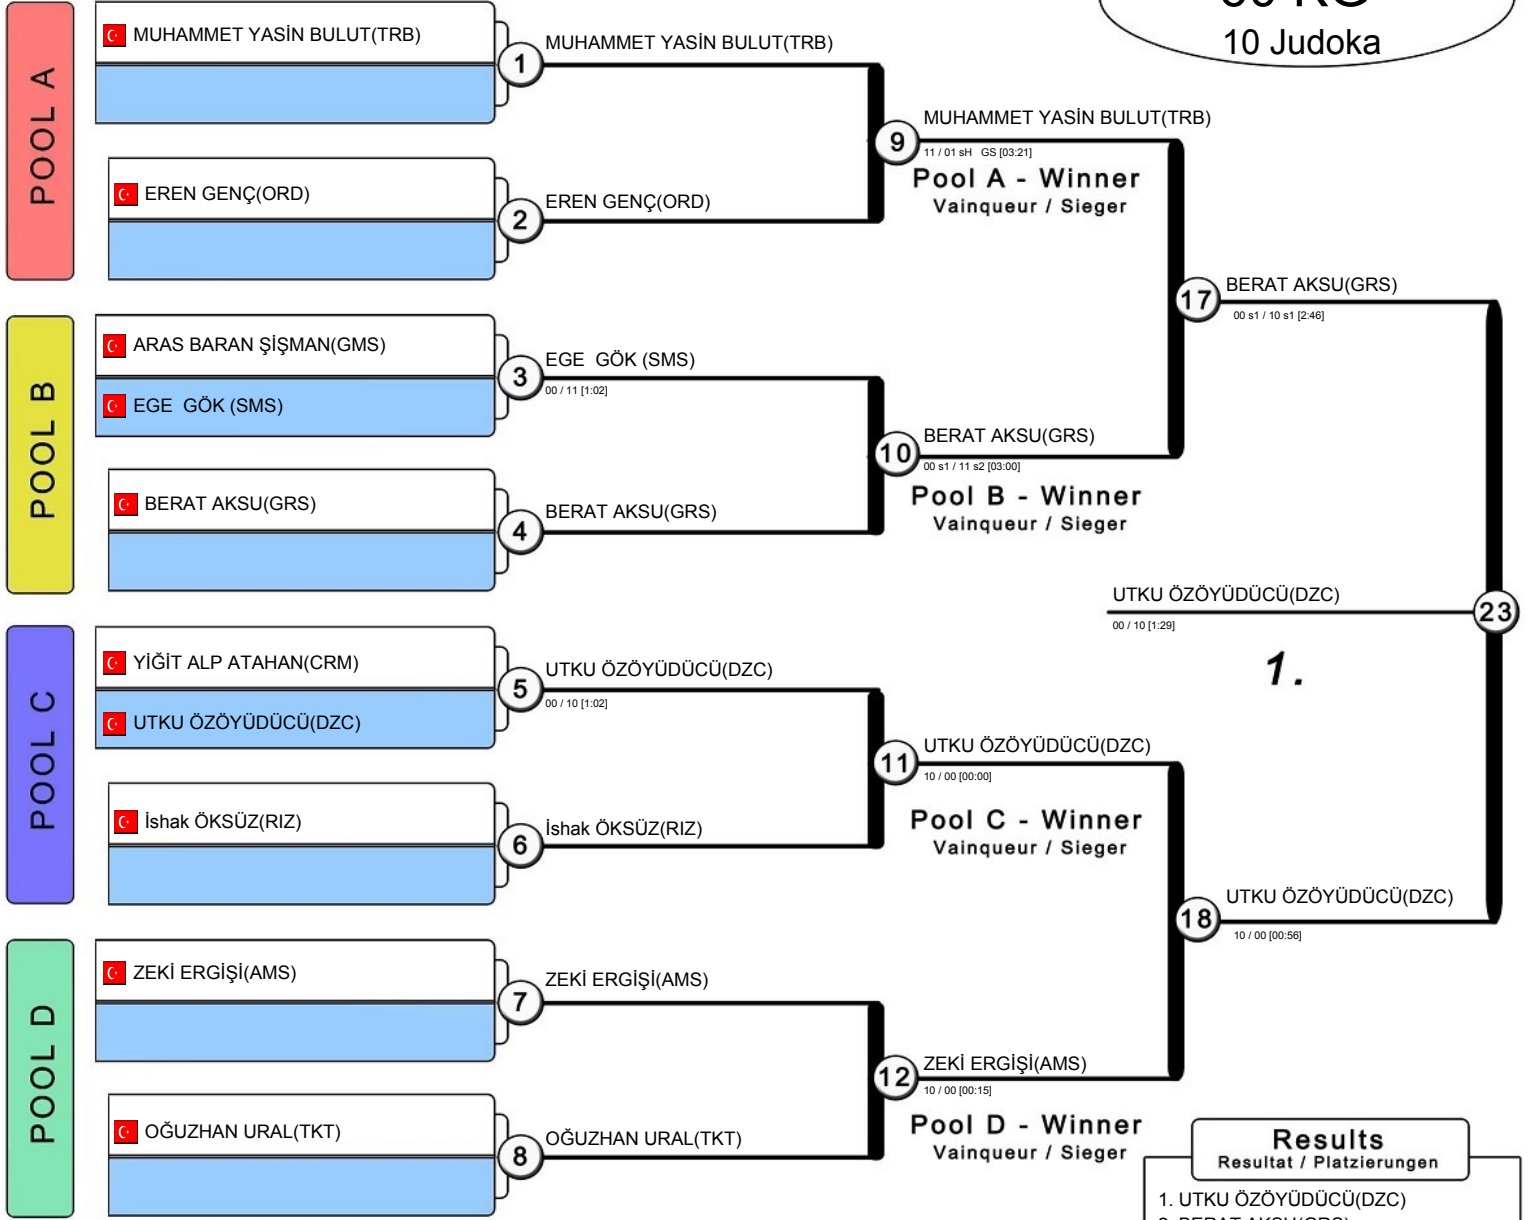 10 Judoka
POOL A
MUHAMMET YASİN BULUT(TRB)
1
MUHAMMET YASİN BULUT(TRB)
EREN GENÇ(ORD)
2
EREN GENÇ(ORD)
9
MUHAMMET YASİN BULUT(TRB)
11 / 01 sH GS [03:21]
Pool A - Winner
Vainqueur / Sieger
POOL B
ARAS BARAN ŞİŞMAN(GMS)
EGE GÖK (SMS)
3
EGE GÖK (SMS)
00 / 11 [1:02]
BERAT AKSU(GRS)
4
BERAT AKSU(GRS)
10
BERAT AKSU(GRS)
00 s1 / 11 s2 [03:00]
Pool B - Winner
Vainqueur / Sieger
17
BERAT AKSU(GRS)
00 s1 / 10 s1 [2:46]
UTKU ÖZÖYÜDÜCÜ(DZC)
00 / 10 [1:29]
23
1.
POOL C
YİĞİT ALP ATAHAN(CRM)
UTKU ÖZÖYÜDÜCÜ(DZC)
5
UTKU ÖZÖYÜDÜCÜ(DZC)
00 / 10 [1:02]
İshak ÖKSÜZ(RIZ)
6
İshak ÖKSÜZ(RIZ)
11
UTKU ÖZÖYÜDÜCÜ(DZC)
10 / 00 [00:00]
Pool C - Winner
Vainqueur / Sieger
18
UTKU ÖZÖYÜDÜCÜ(DZC)
10 / 00 [00:56]
POOL D
ZEKİ ERGİŞİ(AMS)
7
ZEKİ ERGİŞİ(AMS)
OĞUZHAN URAL(TKT)
8
OĞUZHAN URAL(TKT)
12
ZEKİ ERGİŞİ(AMS)
10 / 00 [00:15]
Pool D - Winner
Vainqueur / Sieger
Results
Resultat / Platzierungen
1. UTKU ÖZÖYÜDÜCÜ(DZC)
2. BERAT AKSU(GRS)